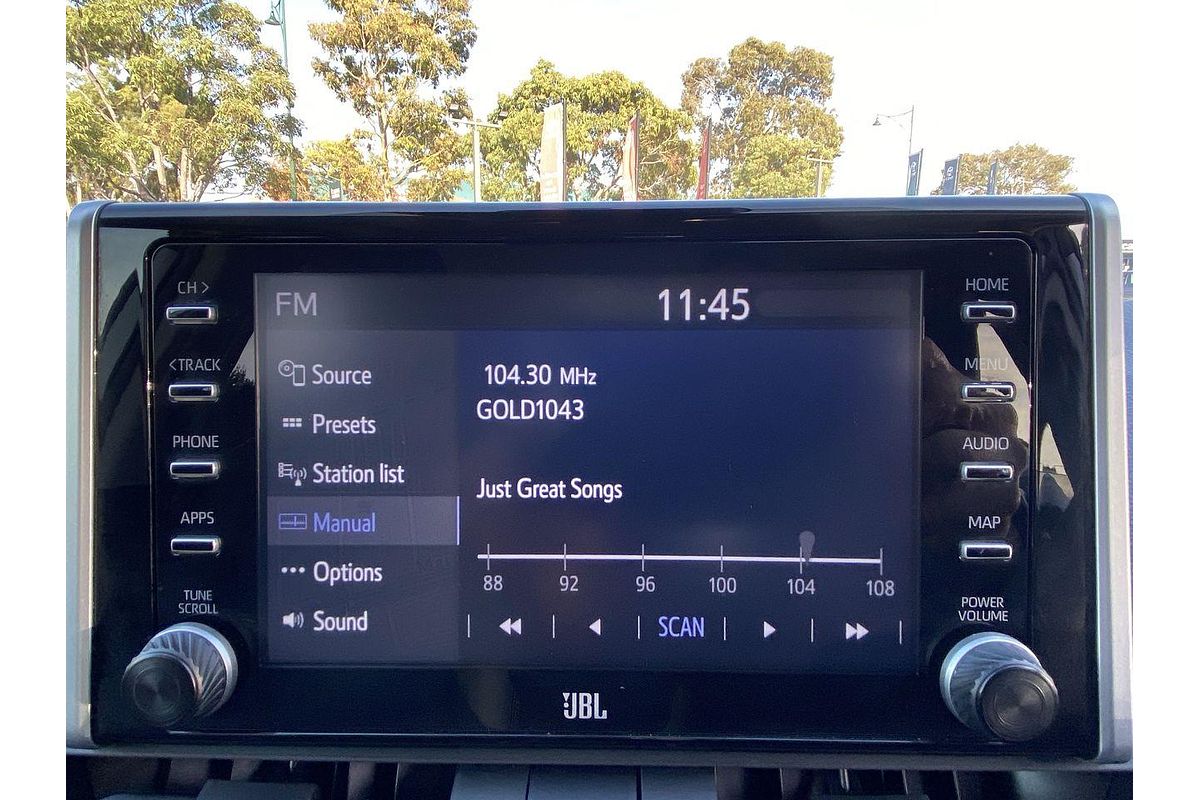 CH >
<TRACK
PHONE
APPS
TUNE
SCROLL
FM
11:45
Source
Presets
Station list
Manual
Options
Sound
104.30 MHz
GOLD1043
Just Great Songs
88 92 96 100 104 108
SCAN
HOME
MENU
AUDIO
MAP
POWER
VOLUME
JBL